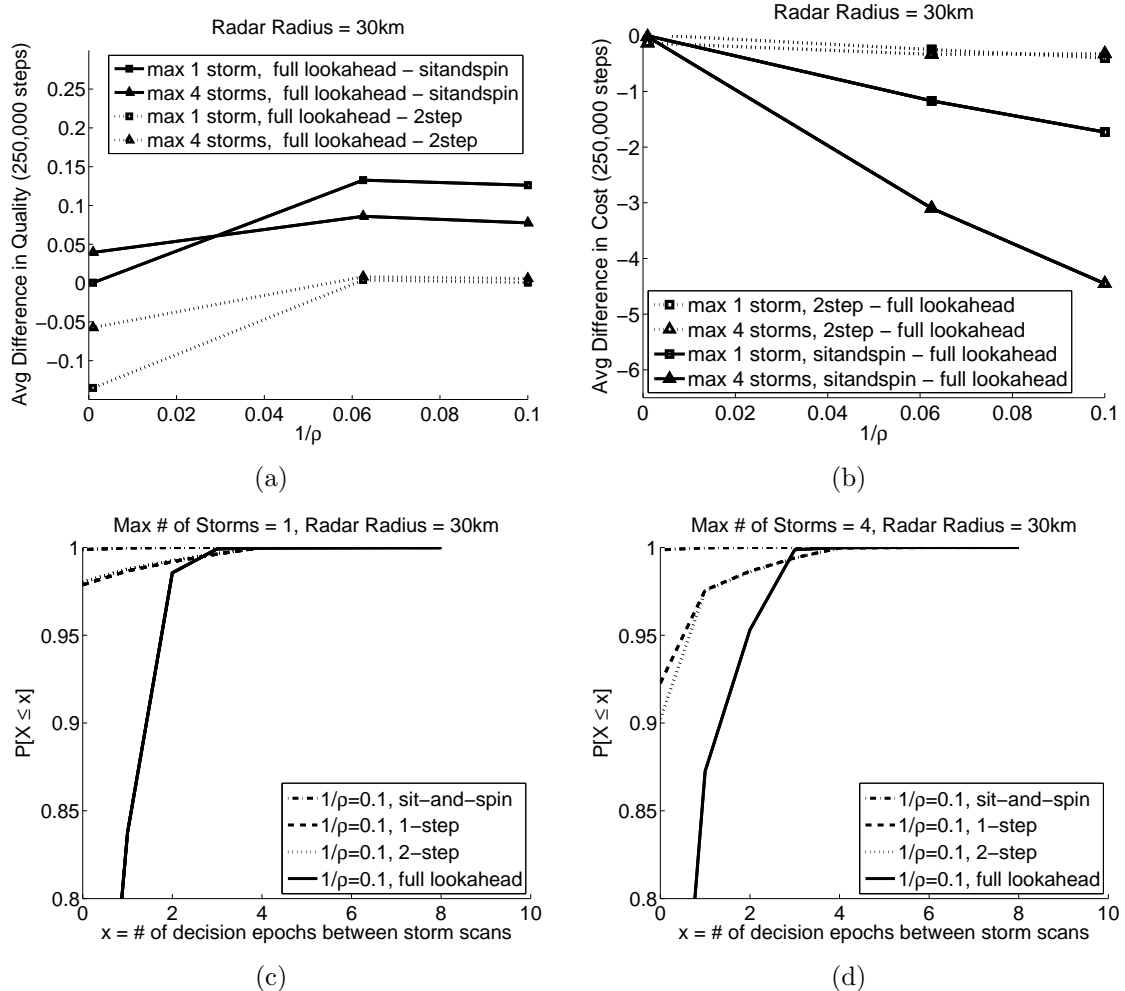 Radar Radius = 30km
Avg Difference in Quality (250,000 steps)
max 1 storm, full lookahead − sitandspin
max 4 storms, full lookahead − sitandspin
max 1 storm, full lookahead − 2step
max 4 storms, full lookahead − 2step
0.25
0.2
0.15
0.1
0.05
0
−0.05
−0.1
0 0.02 0.04 0.06 0.08 0.1
1/ρ
(a)
Radar Radius = 30km
Avg Difference in Cost (250,000 steps)
0
−1
−2
−3
−4
−5
−6
max 1 storm, 2step − full lookahead
max 4 storms, 2step − full lookahead
max 1 storm, sitandspin − full lookahead
max 4 storms, sitandspin − full lookahead
0 0.02 0.04 0.06 0.08 0.1
1/ρ
(b)
Max # of Storms = 1, Radar Radius = 30km
P[X ≤ x]
1
0.95
0.9
0.85
0.8
1/ρ=0.1, sit−and−spin
1/ρ=0.1, 1−step
1/ρ=0.1, 2−step
1/ρ=0.1, full lookahead
0 2 4 6 8 10
x = # of decision epochs between storm scans
(c)
Max # of Storms = 4, Radar Radius = 30km
P[X ≤ x]
1
0.95
0.9
0.85
0.8
1/ρ=0.1, sit−and−spin
1/ρ=0.1, 1−step
1/ρ=0.1, 2−step
1/ρ=0.1, full lookahead
0 2 4 6 8 10
x = # of decision epochs between storm scans
(d)